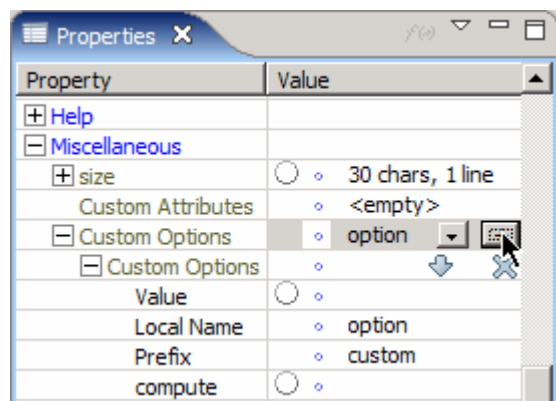 Properties
Property Value
Help
Miscellaneous
size 30 chars, 1 line
Custom Attributes <empty>
Custom Options option
Custom Options
Value
Local Name option
Prefix custom
compute